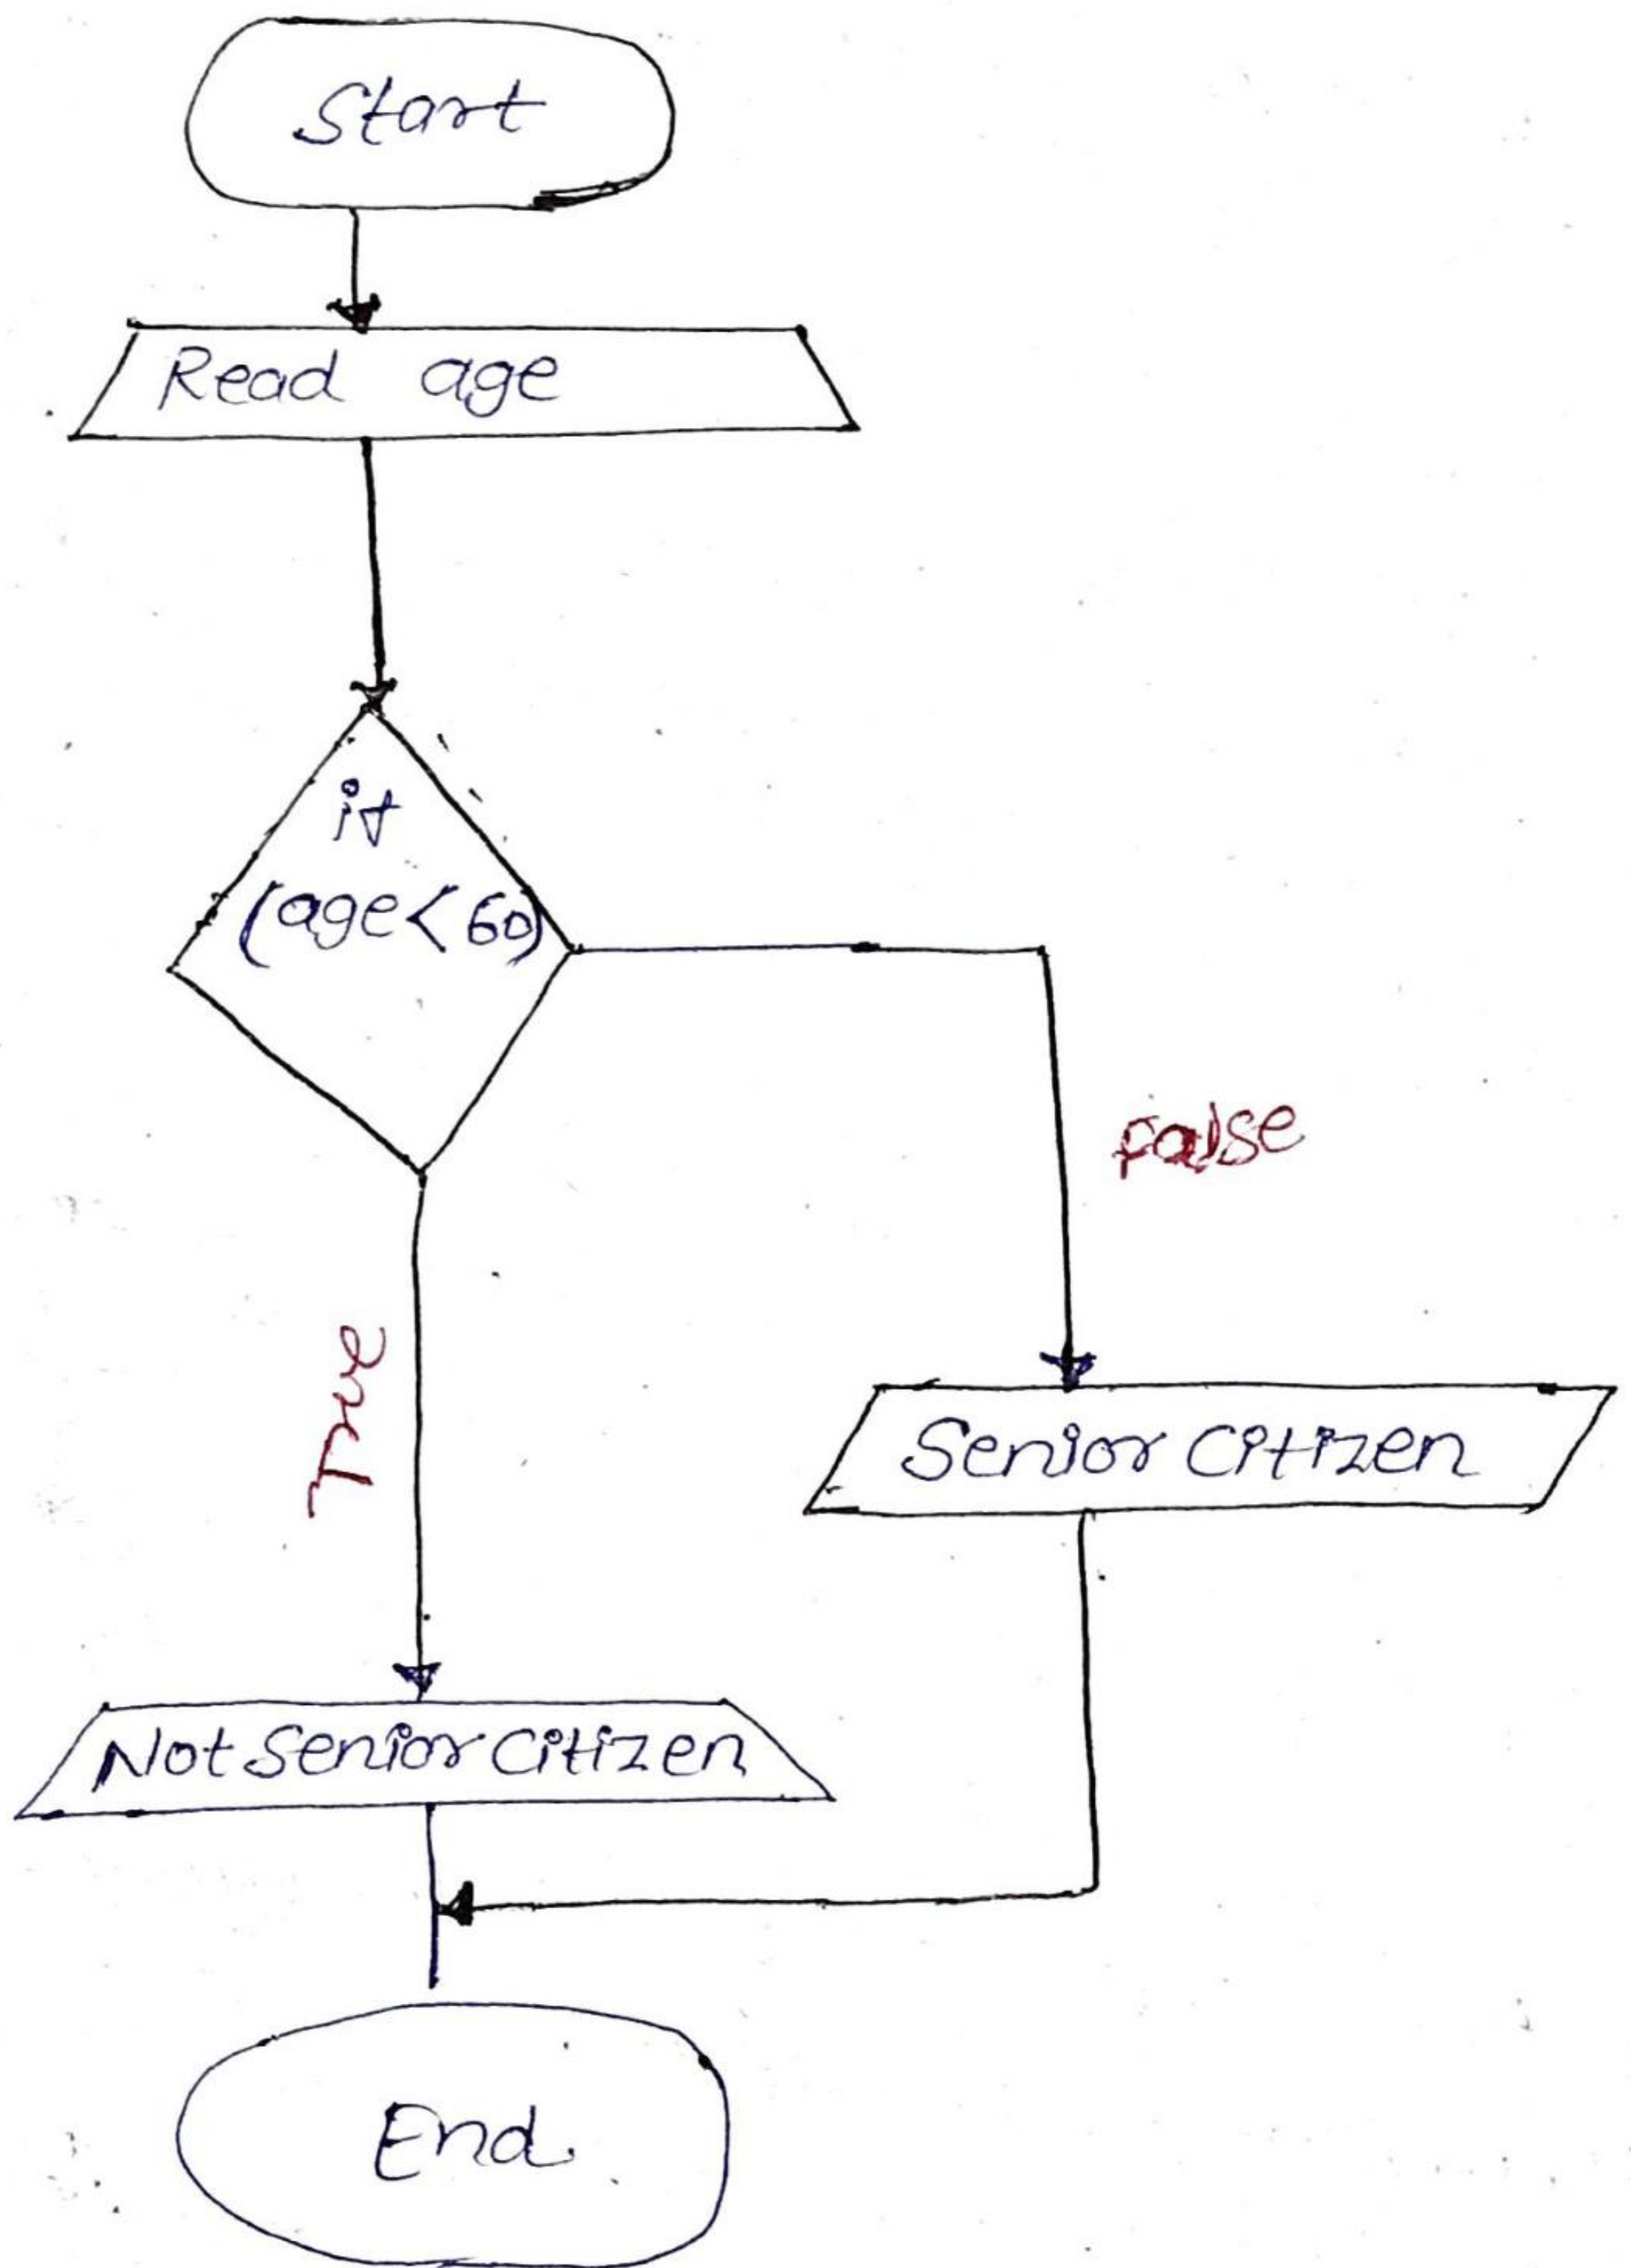 Start
Read age
if
(age < 60)
False
True
Senior Citizen
Not Senior Citizen
End